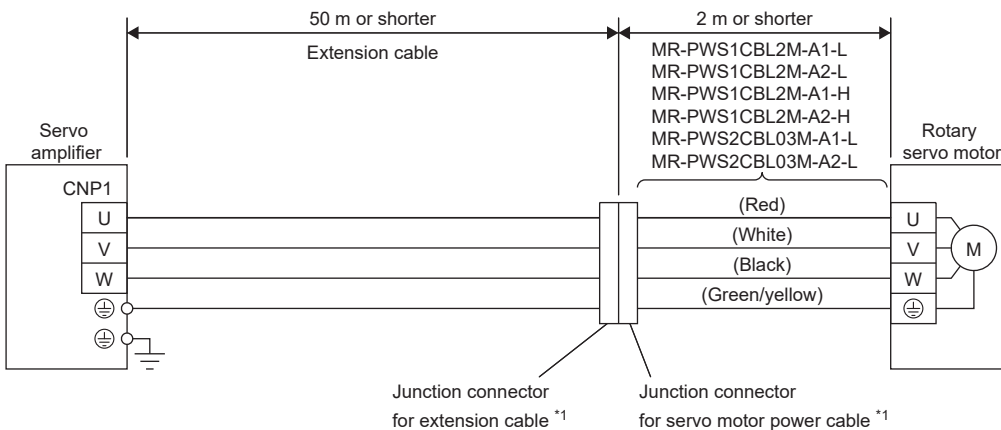 50 m or shorter
2 m or shorter
Extension cable
MR-PWS1CBL2M-A1-L
MR-PWS1CBL2M-A2-L
MR-PWS1CBL2M-A1-H
MR-PWS1CBL2M-A2-H
MR-PWS2CBL03M-A1-L
MR-PWS2CBL03M-A2-L
Servo
amplifier
Rotary
servo motor
CNP1
U
(Red)
U
V
(White)
V
M
W
(Black)
W
(Green/yellow)
Junction connector
for extension cable *1
Junction connector
for servo motor power cable *1